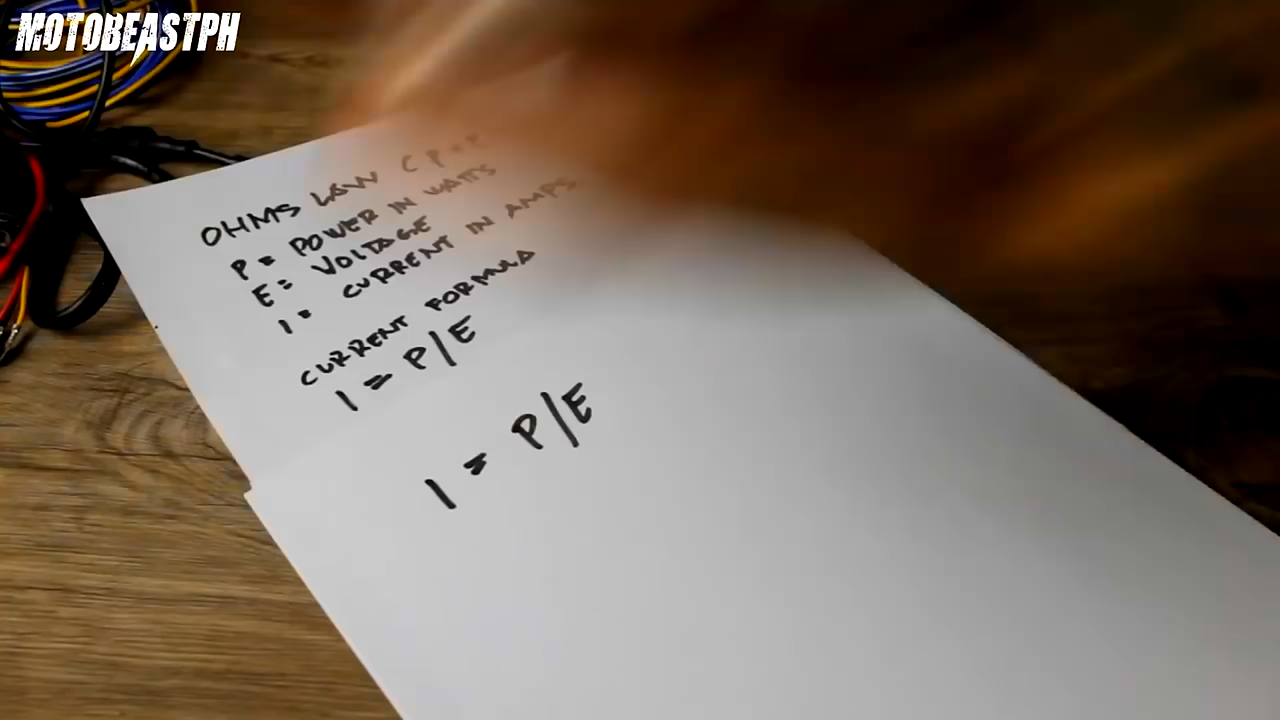 MOTOBEASTPH
OHMS LAW (P=
P= POWER IN WATTS
E= VOLTAGE
I= CURRENT IN AMPS
CURRENT FORMULA
I = P/E
I = P/E